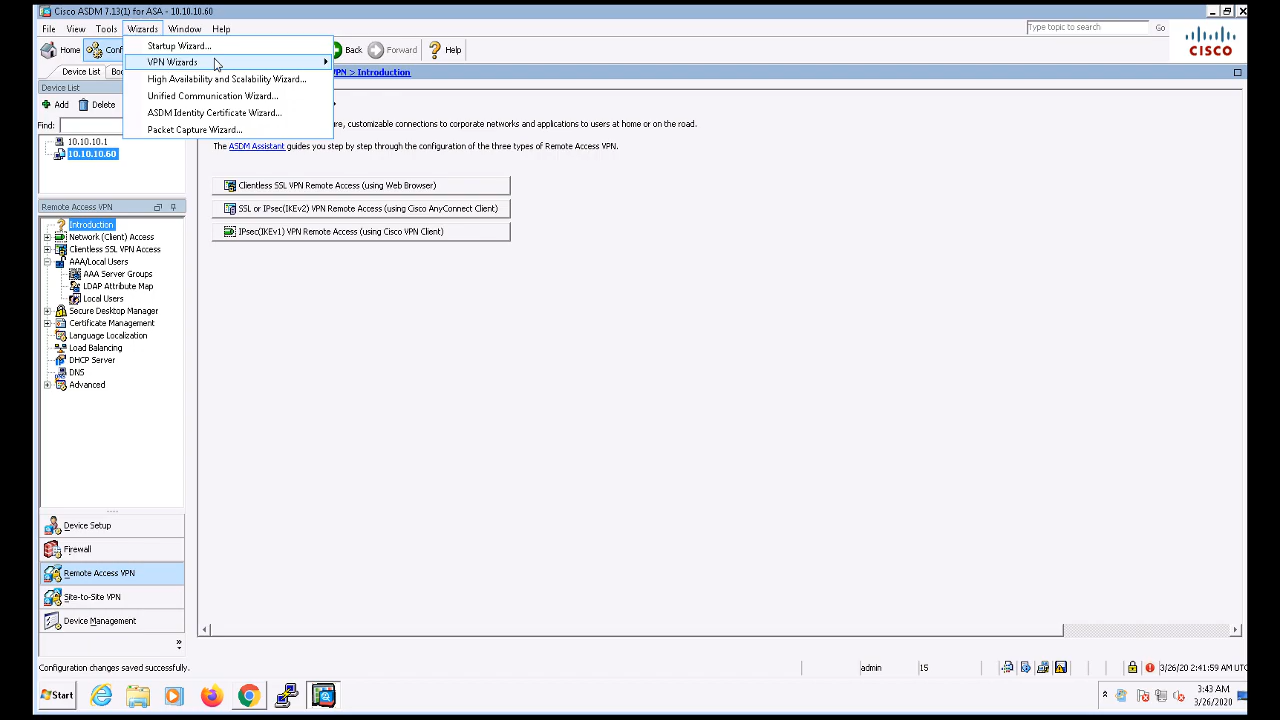 Cisco ASDM 7.13(1) for ASA - 10.10.10.60
File View Tools Wizards Window Help
Type topic to search Go
CISCO
Home Back Forward Help
Startup Wizard...
VPN Wizards
High Availability and Scalability Wizard...
Unified Communication Wizard...
ASDM Identity Certificate Wizard...
Packet Capture Wizard...
Device List
Device List
Add Delete
Find:
10.10.10.1
10.10.10.60
> Introduction
, customizable connections to corporate networks and applications to users at home or on the road.
The ASDM Assistant guides you step by step through the configuration of the three types of Remote Access VPN.
Clientless SSL VPN Remote Access (using Web Browser)
SSL or IPsec(IKEv2) VPN Remote Access (using Cisco AnyConnect Client)
IPsec(IKEv1) VPN Remote Access (using Cisco VPN Client)
Remote Access VPN
Introduction
Network (Client) Access
Clientless SSL VPN Access
AAA/Local Users
AAA Server Groups
LDAP Attribute Map
Local Users
Secure Desktop Manager
Certificate Management
Language Localization
Load Balancing
DHCP Server
DNS
Advanced
Device Setup
Firewall
Remote Access VPN
Site-to-Site VPN
Device Management
Configuration changes saved successfully.
admin 15 3/26/20 2:41:59 AM UTC
Start
3:43 AM
3/26/2020